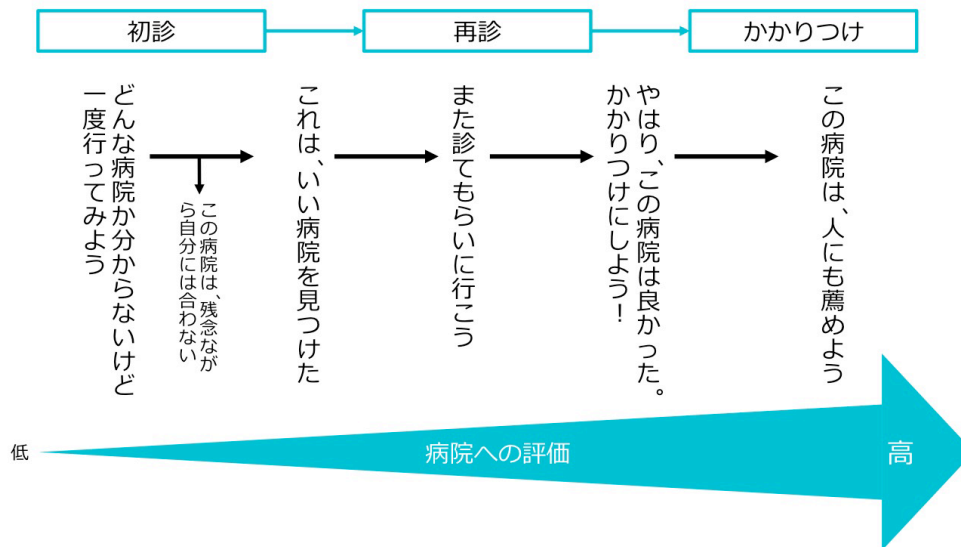 初診
再診
かかりつけ
どんな病院か分からないけど
一度行ってみよう
この病院は、残念なが
ら自分には合わない
これは、いい病院を見つけた
また診てもらいに行こう
やはり、この病院は良かった。
かかりつけにしよう！
この病院は、人にも薦めよう
低
病院への評価
高